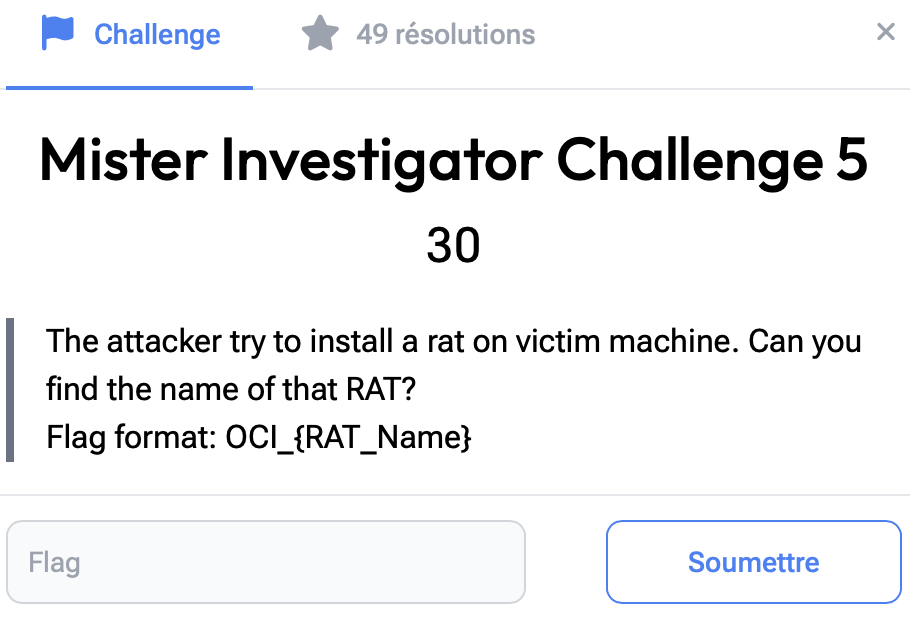 Challenge
49 résolutions
×
Mister Investigator Challenge 5
30
The attacker try to install a rat on victim machine. Can you
find the name of that RAT?
Flag format: OCI_{RAT_Name}
Flag
Soumettre